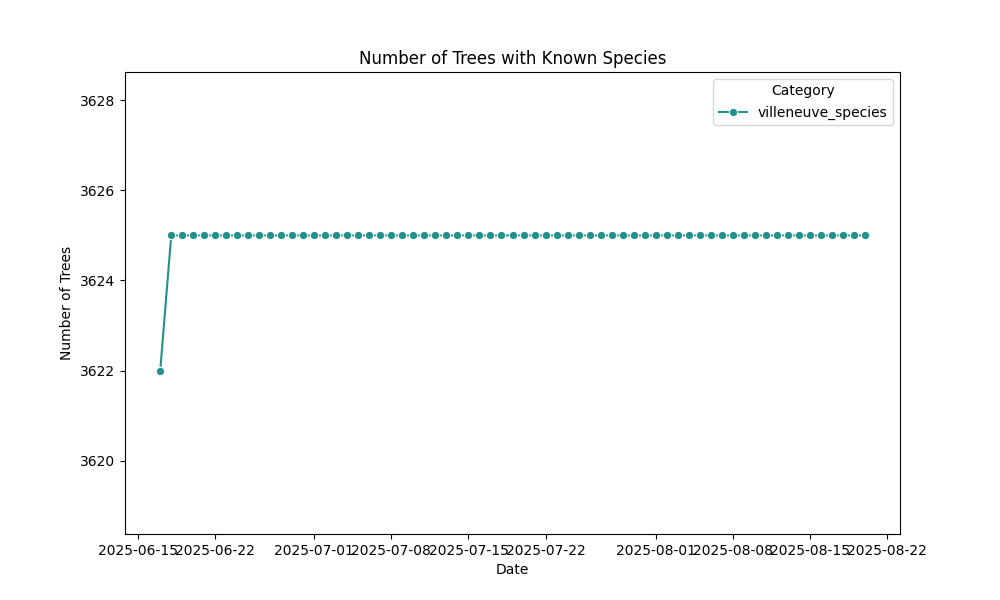 Number of Trees with Known Species
Category
villeneuve_species
3628
3626
3624
3622
3620
Number of Trees
2025-06-15 2025-06-22 2025-07-01 2025-07-08 2025-07-15 2025-07-22 2025-08-01 2025-08-08 2025-08-15 2025-08-22
Date